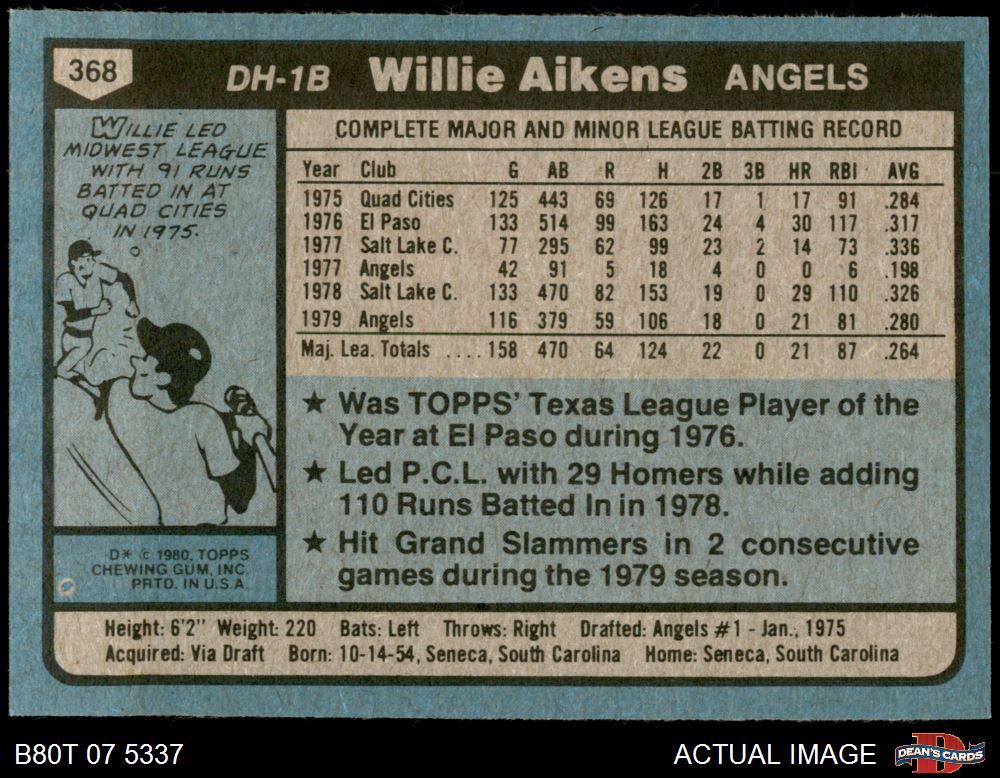 368
DH-1B Willie Aikens ANGELS
WILLIE LED
MIDWEST LEAGUE
WITH 91 RUNS
BATTED IN AT
QUAD CITIES
IN 1975.
COMPLETE MAJOR AND MINOR LEAGUE BATTING RECORD
Year Club G AB R H 2B 3B HR RBI AVG
1975 Quad Cities 125 443 69 126 17 1 17 91 .284
1976 El Paso 133 514 99 163 24 4 30 117 .317
1977 Salt Lake C. 77 295 62 99 23 2 14 73 .336
1977 Angels 42 91 5 18 4 0 0 6 .198
1978 Salt Lake C. 133 470 82 153 19 0 29 110 .326
1979 Angels 116 379 59 106 18 0 21 81 .280
Maj. Lea. Totals .... 158 470 64 124 22 0 21 87 .264
★ Was TOPPS' Texas League Player of the
Year at El Paso during 1976.
★ Led P.C.L. with 29 Homers while adding
110 Runs Batted In in 1978.
★ Hit Grand Slammers in 2 consecutive
games during the 1979 season.
D* © 1980, TOPPS
CHEWING GUM, INC.
PRTD. IN U.S.A.
Height: 6'2" Weight: 220 Bats: Left Throws: Right Drafted: Angels #1 - Jan., 1975
Acquired: Via Draft Born: 10-14-54, Seneca, South Carolina Home: Seneca, South Carolina
B80T 07 5337
ACTUAL IMAGE
DEAN'S CARDS